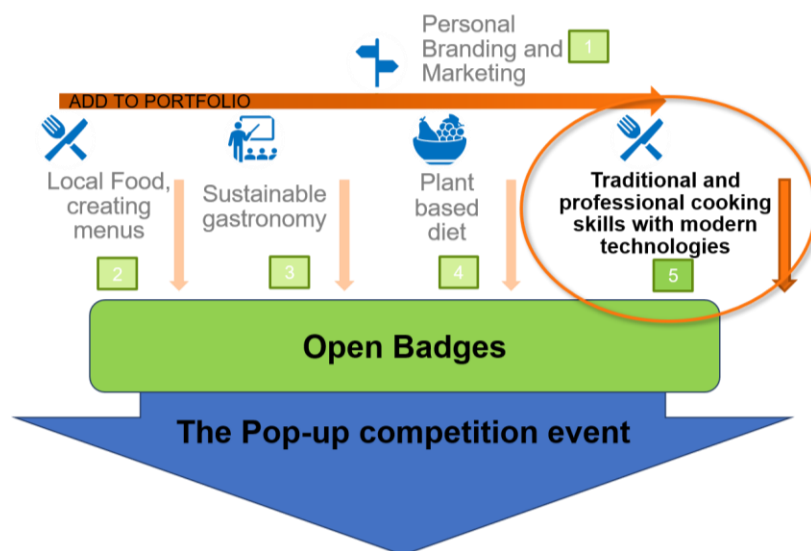 Personal
Branding and
Marketing
1
ADD TO PORTFOLIO
Local Food,
creating
menus
2
Sustainable
gastronomy
3
Plant
based
diet
4
Traditional and
professional cooking
skills with modern
technologies
5
Open Badges
The Pop-up competition event